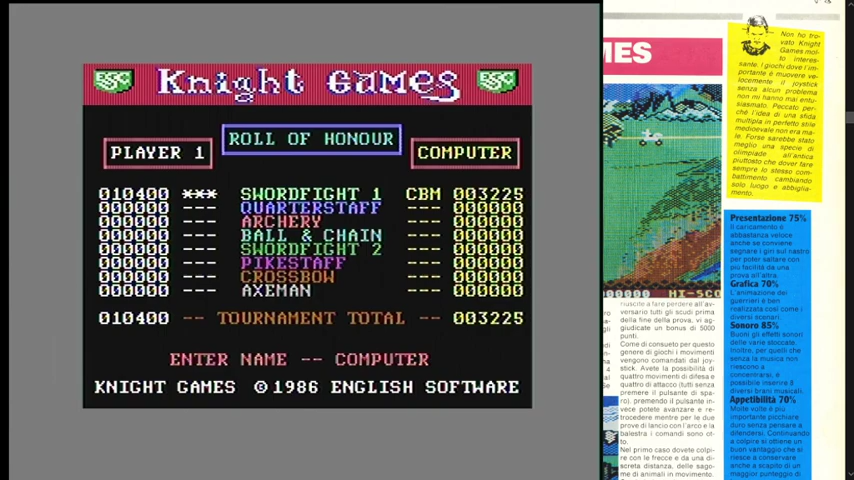 Knight Games
ROLL OF HONOUR
PLAYER 1
COMPUTER
010400 *** SWORDFIGHT 1 CBM 003225
000000 --- QUARTERSTAFF --- 000000
000000 --- ARCHERY --- 000000
000000 --- BALL & CHAIN --- 000000
000000 --- SWORDFIGHT 2 --- 000000
000000 --- PIKESTAFF --- 000000
000000 --- CROSSBOW --- 000000
000000 --- AXEMAN --- 000000
010400 -- TOURNAMENT TOTAL -- 003225
ENTER NAME -- COMPUTER
KNIGHT GAMES ©1986 ENGLISH SOFTWARE
MES
HI-SCO
riuscite a fare perdere all'av-
versario tutti gli scudi prima
della fine della prova, vi ag-
giudicate un bonus di 5000
punti.
Come di consueto per questo
genere di giochi i movimenti
vengono comandati dal joy-
stick. Avete la possibilità di
quattro movimenti di difesa e
quattro di attacco (tutti senza
premere il pulsante di spa-
ro), premendo il pulsante in-
vece potete avanzare e re-
trocedere mentre per le due
prove di lancio con l'arco e la
balestra i comandi sono ot-
to.
Nel primo caso dovete colpi-
re con le frecce e da una di-
screta distanza, delle sago-
Non ho tro-
vato Knight
Games mol-
to interes-
sante. I giochi dove l'im-
portante è muovere ve-
locemente il joystick
senza alcun problema
non mi hanno mai entu-
siasmato. Peccato per-
ché l'idea di una sfida
multipla in perfetto stile
medioevale non era ma-
le. Forse sarebbe stato
meglio una specie di
olimpiade all'antica
piuttosto che dover fare
sempre lo stesso com-
battimento cambiando
solo luogo e abbiglia-
mento.
Presentazione 75%
Il caricamento è
abbastanza veloce
anche se conviene
segnare i giri sul nastro
per poter saltare con
più facilità da una
prova all'altra.
Grafica 70%
L'animazione dei
guerrieri è ben
realizzata così come i
diversi scenari.
Sonoro 85%
Buoni gli effetti sonori
delle varie stoccate.
Inoltre, per quelli che
senza la musica non
riescono a
concentrarsi, è
possibile inserire 8
diversi brani musicali.
Appetibilità 70%
Molte volte è più
importante picchiare
duro senza pensare a
difendersi. Continuando
a colpire si ottiene un
buon vantaggio che si
riesce a conservare
anche a scapito di un
maggior punteggio di